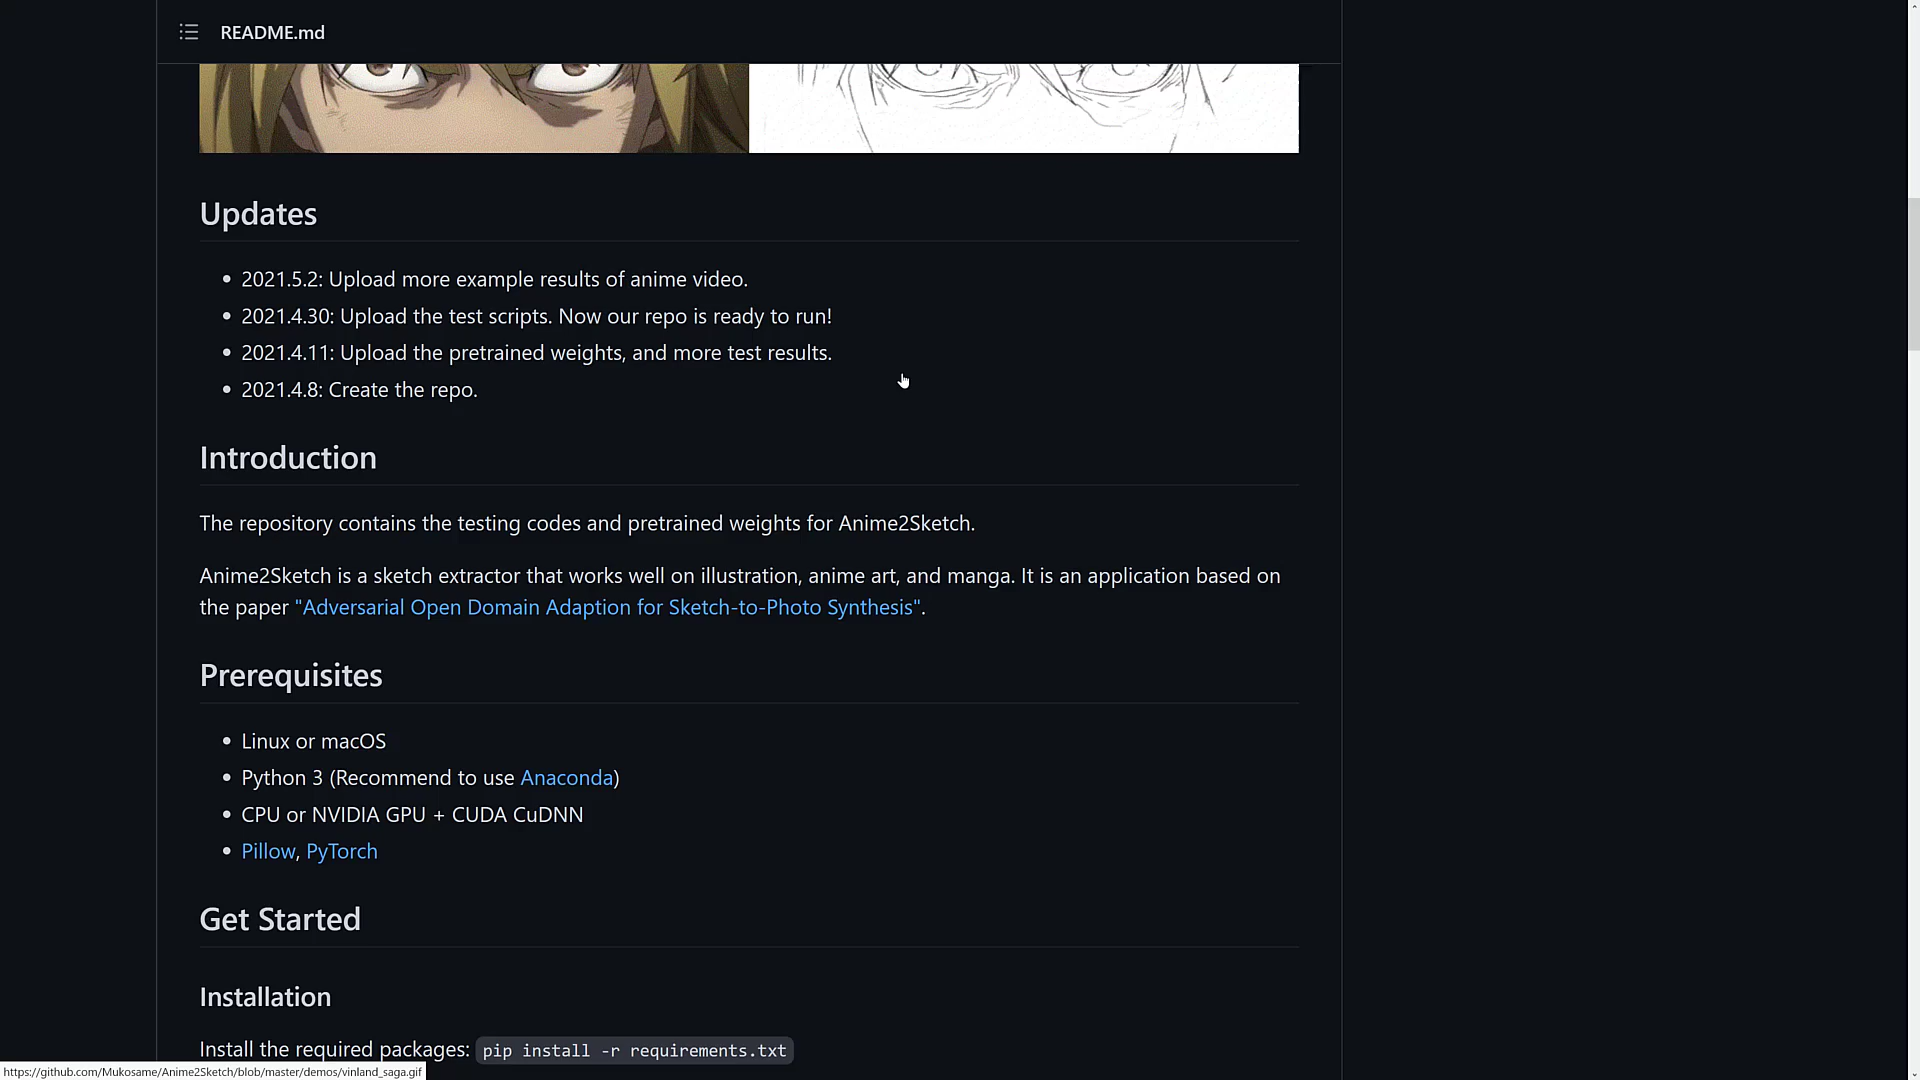 README.md
Updates
2021.5.2: Upload more example results of anime video.
2021.4.30: Upload the test scripts. Now our repo is ready to run!
2021.4.11: Upload the pretrained weights, and more test results.
2021.4.8: Create the repo.
Introduction
The repository contains the testing codes and pretrained weights for Anime2Sketch.
Anime2Sketch is a sketch extractor that works well on illustration, anime art, and manga. It is an application based on
the paper "Adversarial Open Domain Adaption for Sketch-to-Photo Synthesis".
Prerequisites
Linux or macOS
Python 3 (Recommend to use Anaconda)
CPU or NVIDIA GPU + CUDA CuDNN
Pillow, PyTorch
Get Started
Installation
Install the required packages: pip install -r requirements.txt
https://github.com/Mukosame/Anime2Sketch/blob/master/demos/vinland_saga.gif